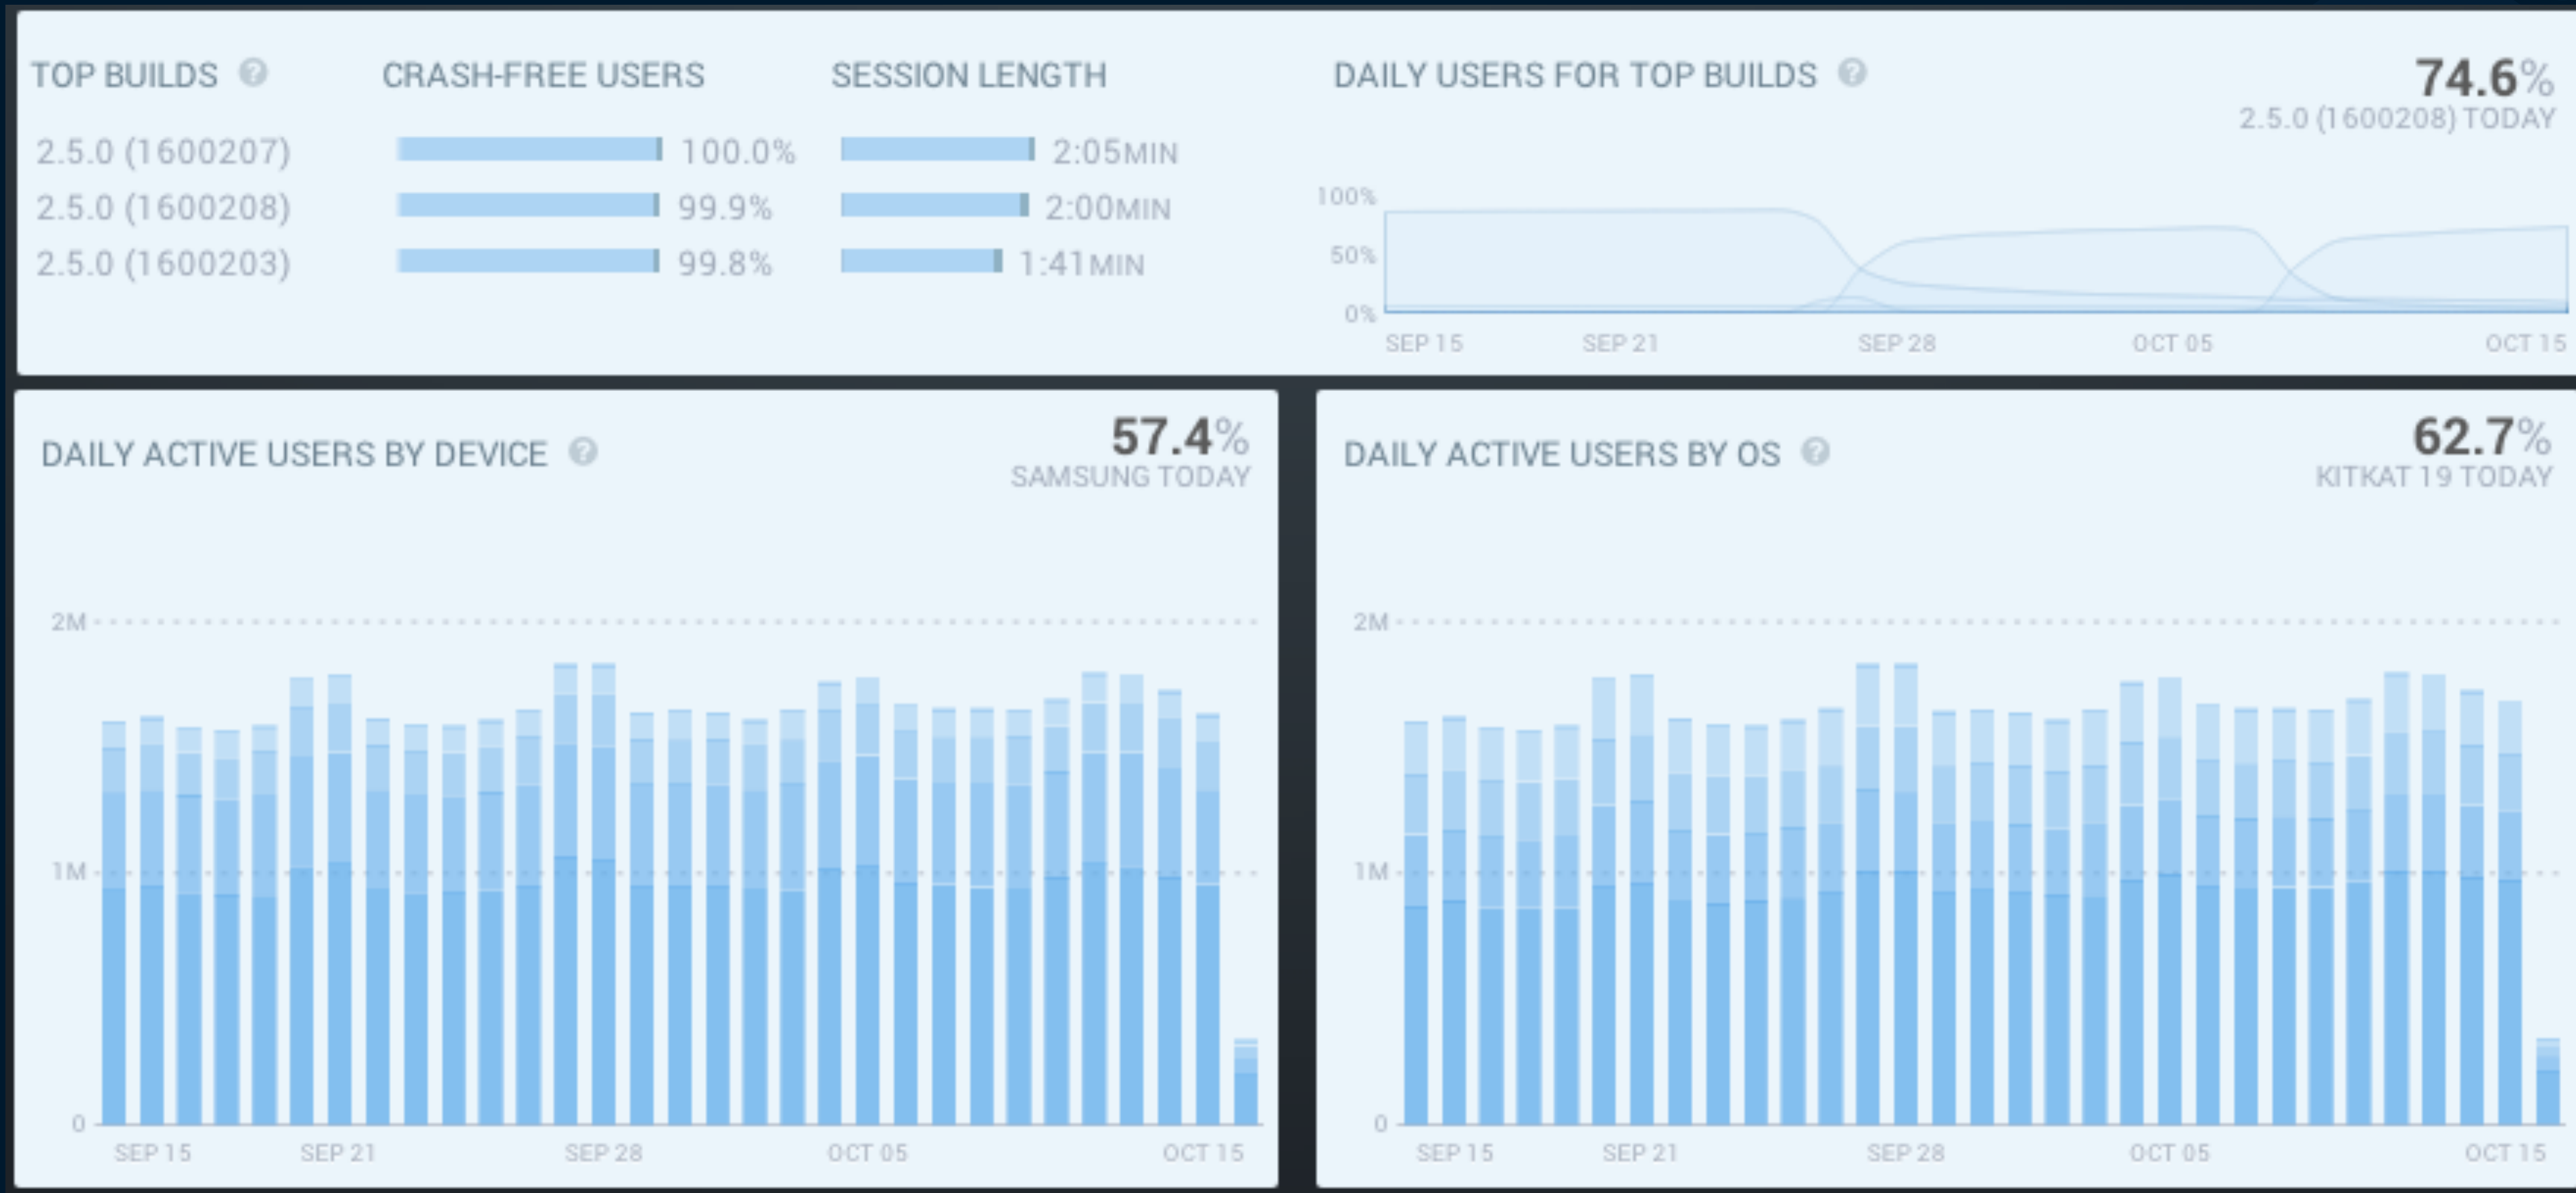 TOP BUILDS ?
CRASH-FREE USERS
SESSION LENGTH
2.5.0 (1600207) 100.0% 2:05MIN
2.5.0 (1600208) 99.9% 2:00MIN
2.5.0 (1600203) 99.8% 1:41MIN
DAILY USERS FOR TOP BUILDS ?
74.6%
2.5.0 (1600208) TODAY
100%
50%
0%
SEP 15 SEP 21 SEP 28 OCT 05 OCT 15
DAILY ACTIVE USERS BY DEVICE ?
57.4%
SAMSUNG TODAY
2M
1M
0
SEP 15 SEP 21 SEP 28 OCT 05 OCT 15
DAILY ACTIVE USERS BY OS ?
62.7%
KITKAT 19 TODAY
2M
1M
0
SEP 15 SEP 21 SEP 28 OCT 05 OCT 15